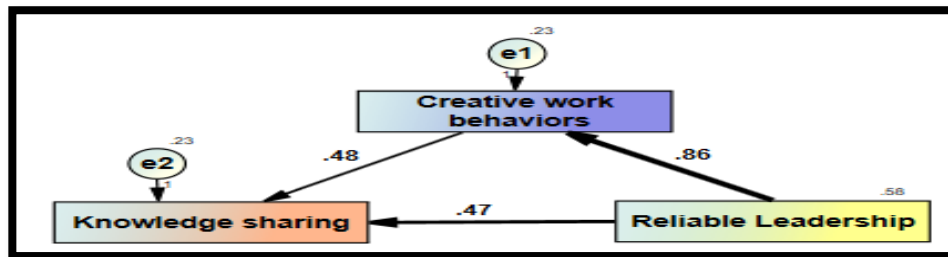 .23
e1
1
Creative work
behaviors
.23
.48
.86
e2
1
.58
Knowledge sharing
.47
Reliable Leadership